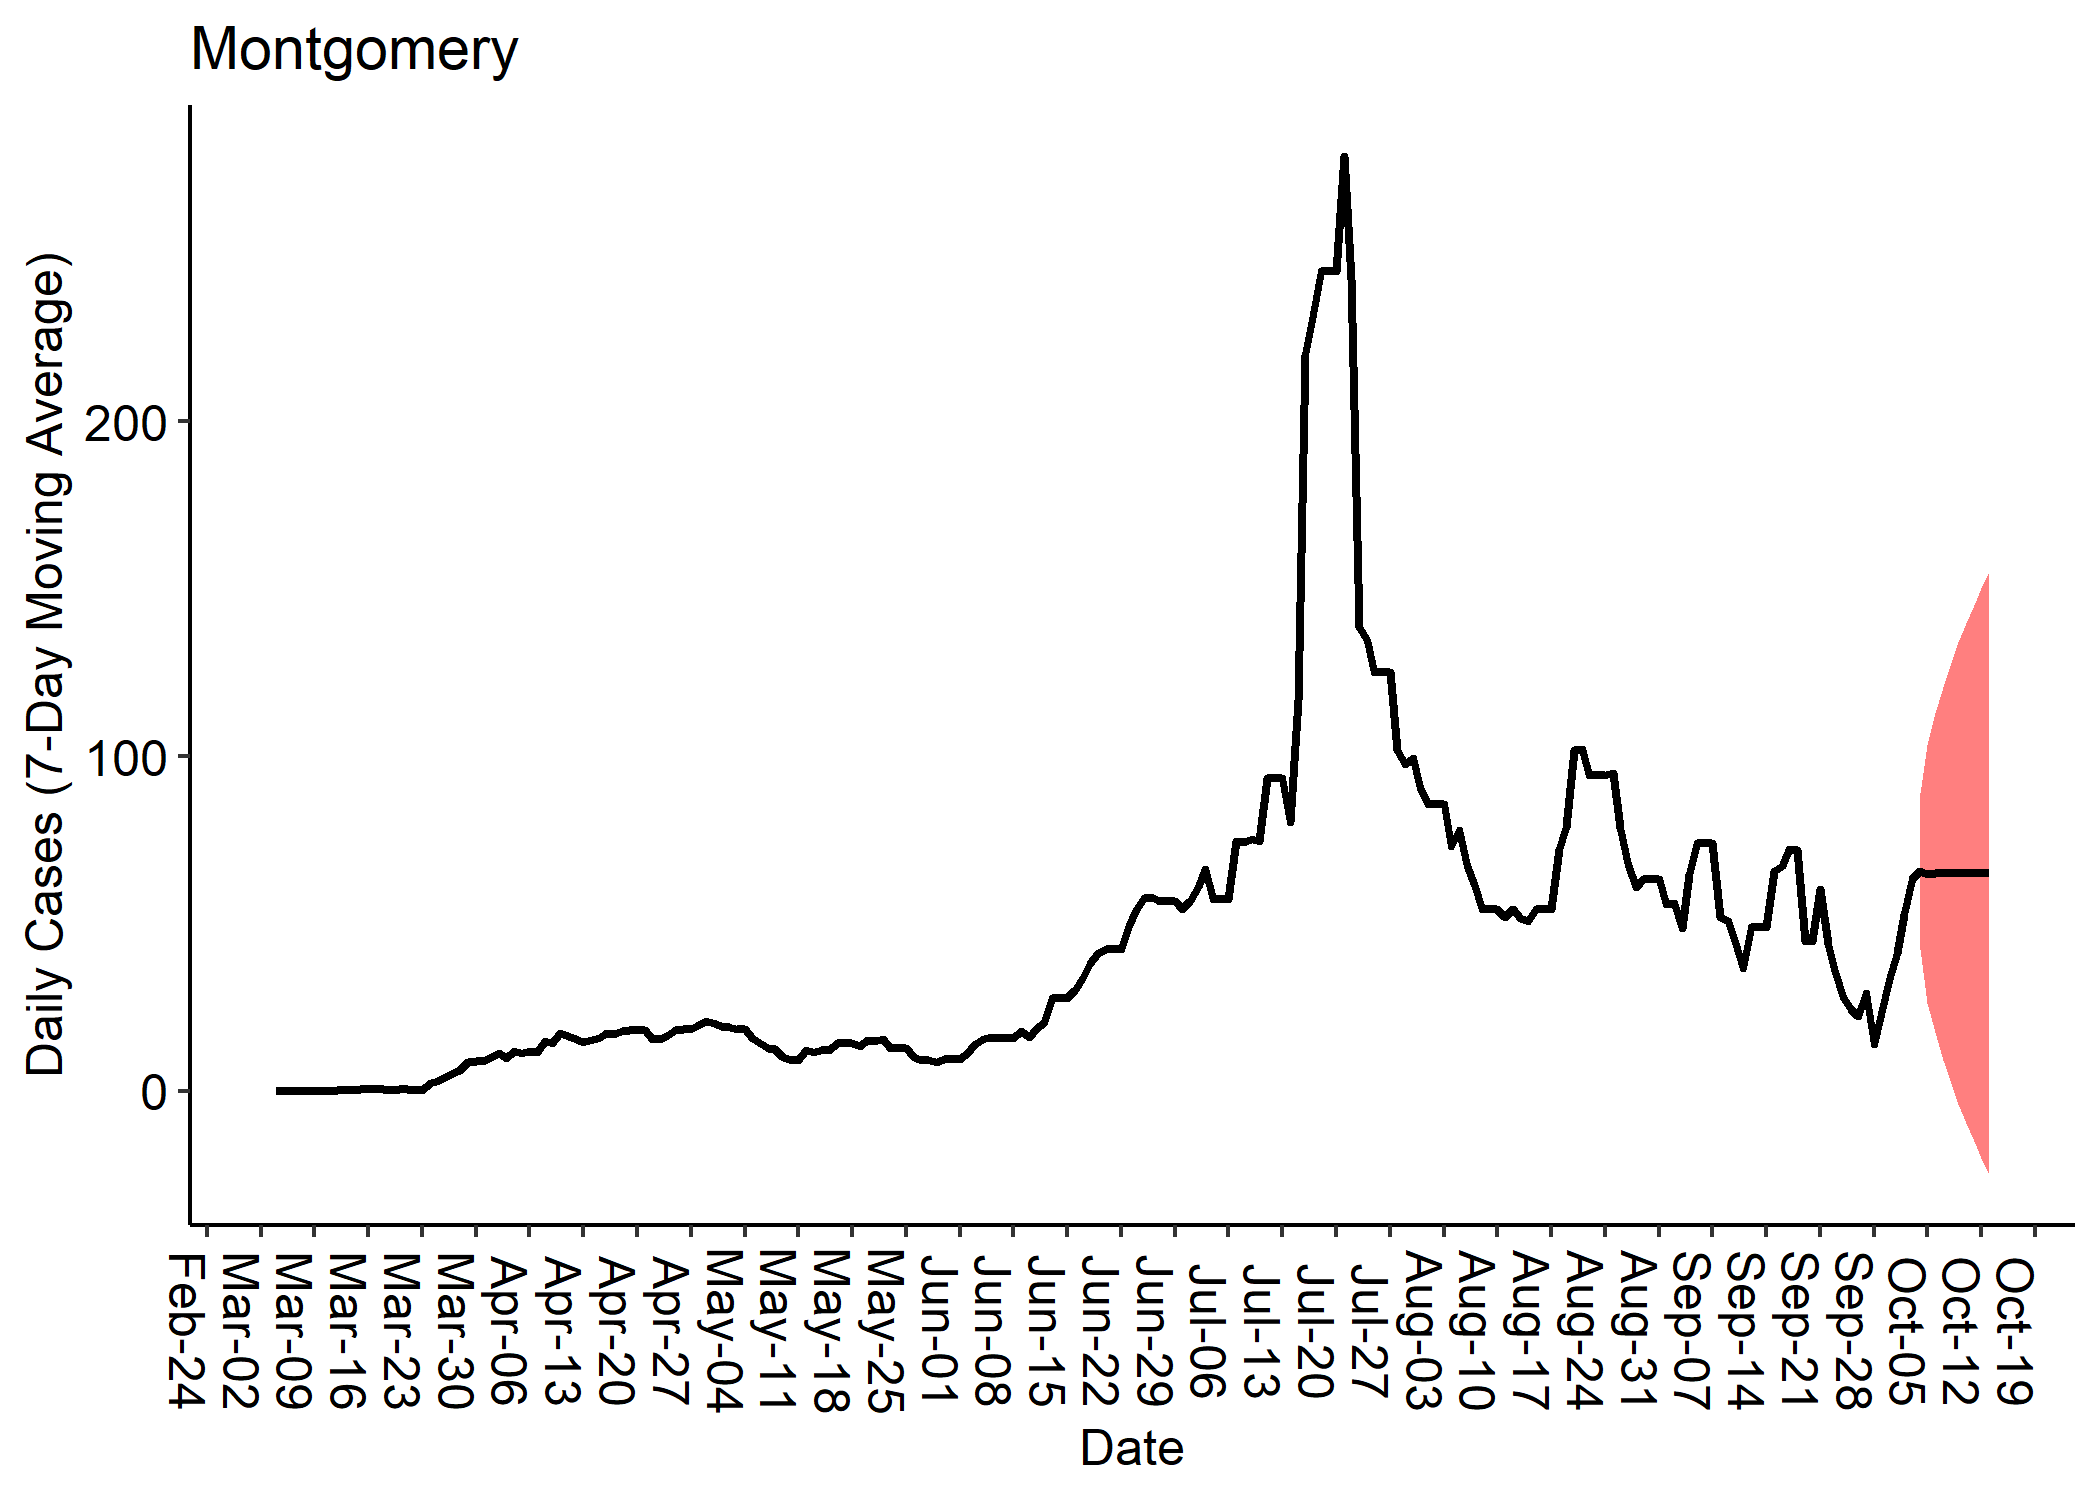 Montgomery
Daily Cases (7-Day Moving Average)
200
100
0
Feb-24
Mar-02
Mar-09
Mar-16
Mar-23
Mar-30
Apr-06
Apr-13
Apr-20
Apr-27
May-04
May-11
May-18
May-25
Jun-01
Jun-08
Jun-15
Jun-22
Jun-29
Jul-06
Jul-13
Jul-20
Jul-27
Aug-03
Aug-10
Aug-17
Aug-24
Aug-31
Sep-07
Sep-14
Sep-21
Sep-28
Oct-05
Oct-12
Oct-19
Date